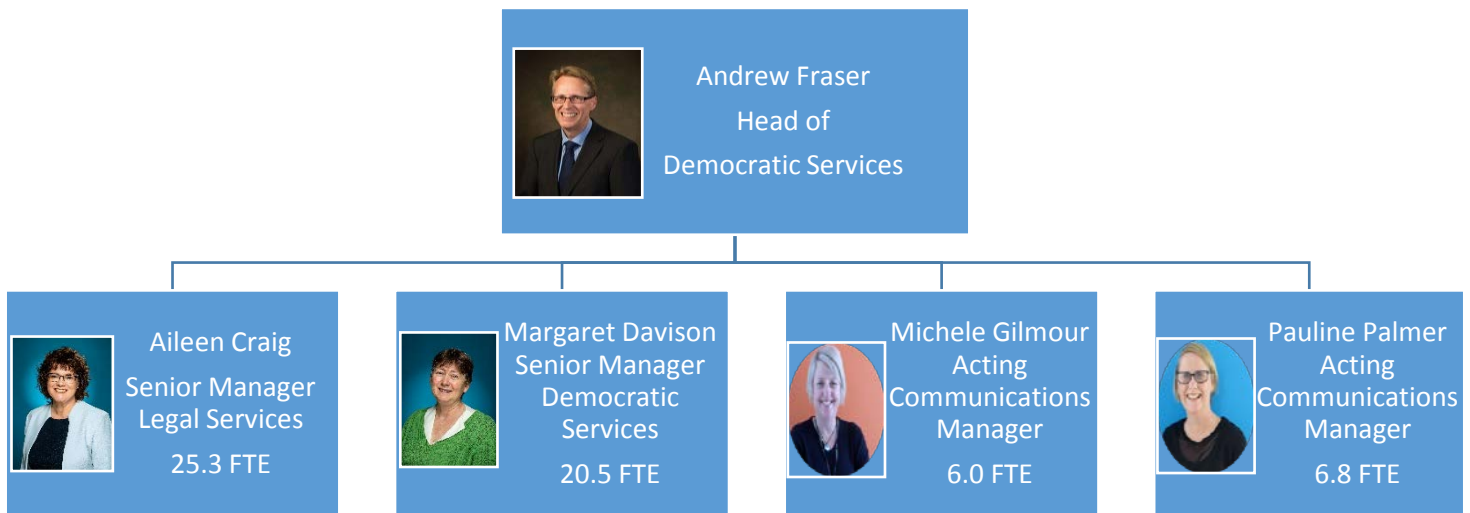 Andrew Fraser
Head of
Democratic Services
Aileen Craig
Senior Manager
Legal Services
25.3 FTE
Margaret Davison
Senior Manager
Democratic
Services
20.5 FTE
Michele Gilmour
Acting
Communications
Manager
6.0 FTE
Pauline Palmer
Acting
Communications
Manager
6.8 FTE